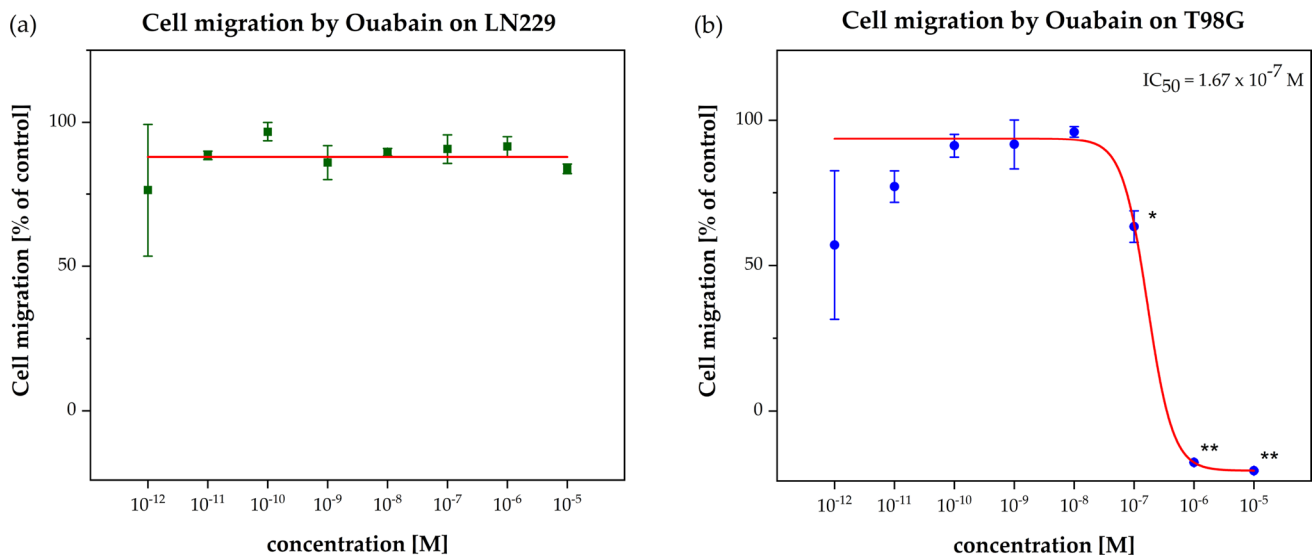 (a)
Cell migration by Ouabain on LN229
Cell migration [% of control]
100
50
0
10-12
10-11
10-10
10-9
10-8
10-7
10-6
10-5
concentration [M]
(b)
Cell migration by Ouabain on T98G
IC50 = 1.67 x 10-7 M
Cell migration [% of control]
100
50
0
*
**
**
10-12
10-11
10-10
10-9
10-8
10-7
10-6
10-5
concentration [M]